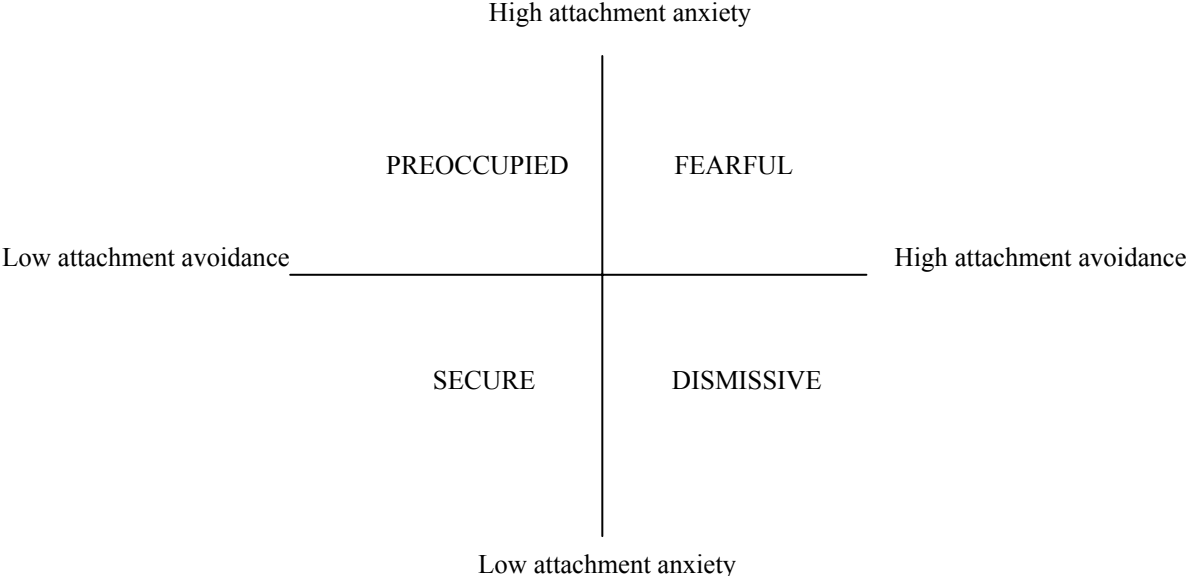 High attachment anxiety
PREOCCUPIED FEARFUL
Low attachment avoidance High attachment avoidance
SECURE DISMISSIVE
Low attachment anxiety